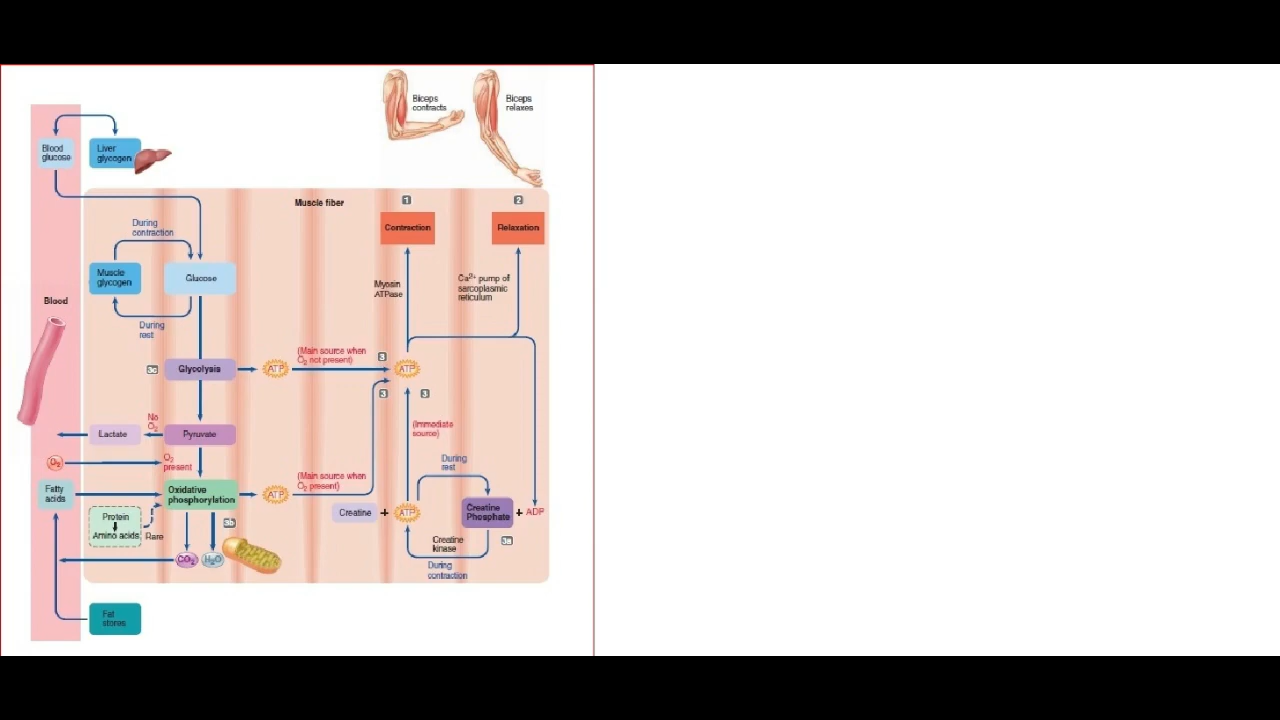 Biceps
contracts
Biceps
relaxes
Blood
glucose
Liver
glycogen
Muscle fiber
1
2
Contraction
Relaxation
During
contraction
Muscle
glycogen
Glucose
Myosin
ATPase
Ca2+ pump of
sarcoplasmic
reticulum
Blood
During
rest
(Main source when
O2 not present)
3
3c
Glycolysis
ATP
ATP
3
3
No
O2
Lactate
Pyruvate
(Immediate
source)
O2
O2
present
During
rest
Fatty
acids
Oxidative
phosphorylstion
ATP
(Main source when
O2 present)
Protein
Amino acids
Rare
3b
Creatine
+
ATP
Creatine
Phosphate
+
ADP
3a
Creatine
kinase
During
contraction
CO2
H2O
Fat
stores